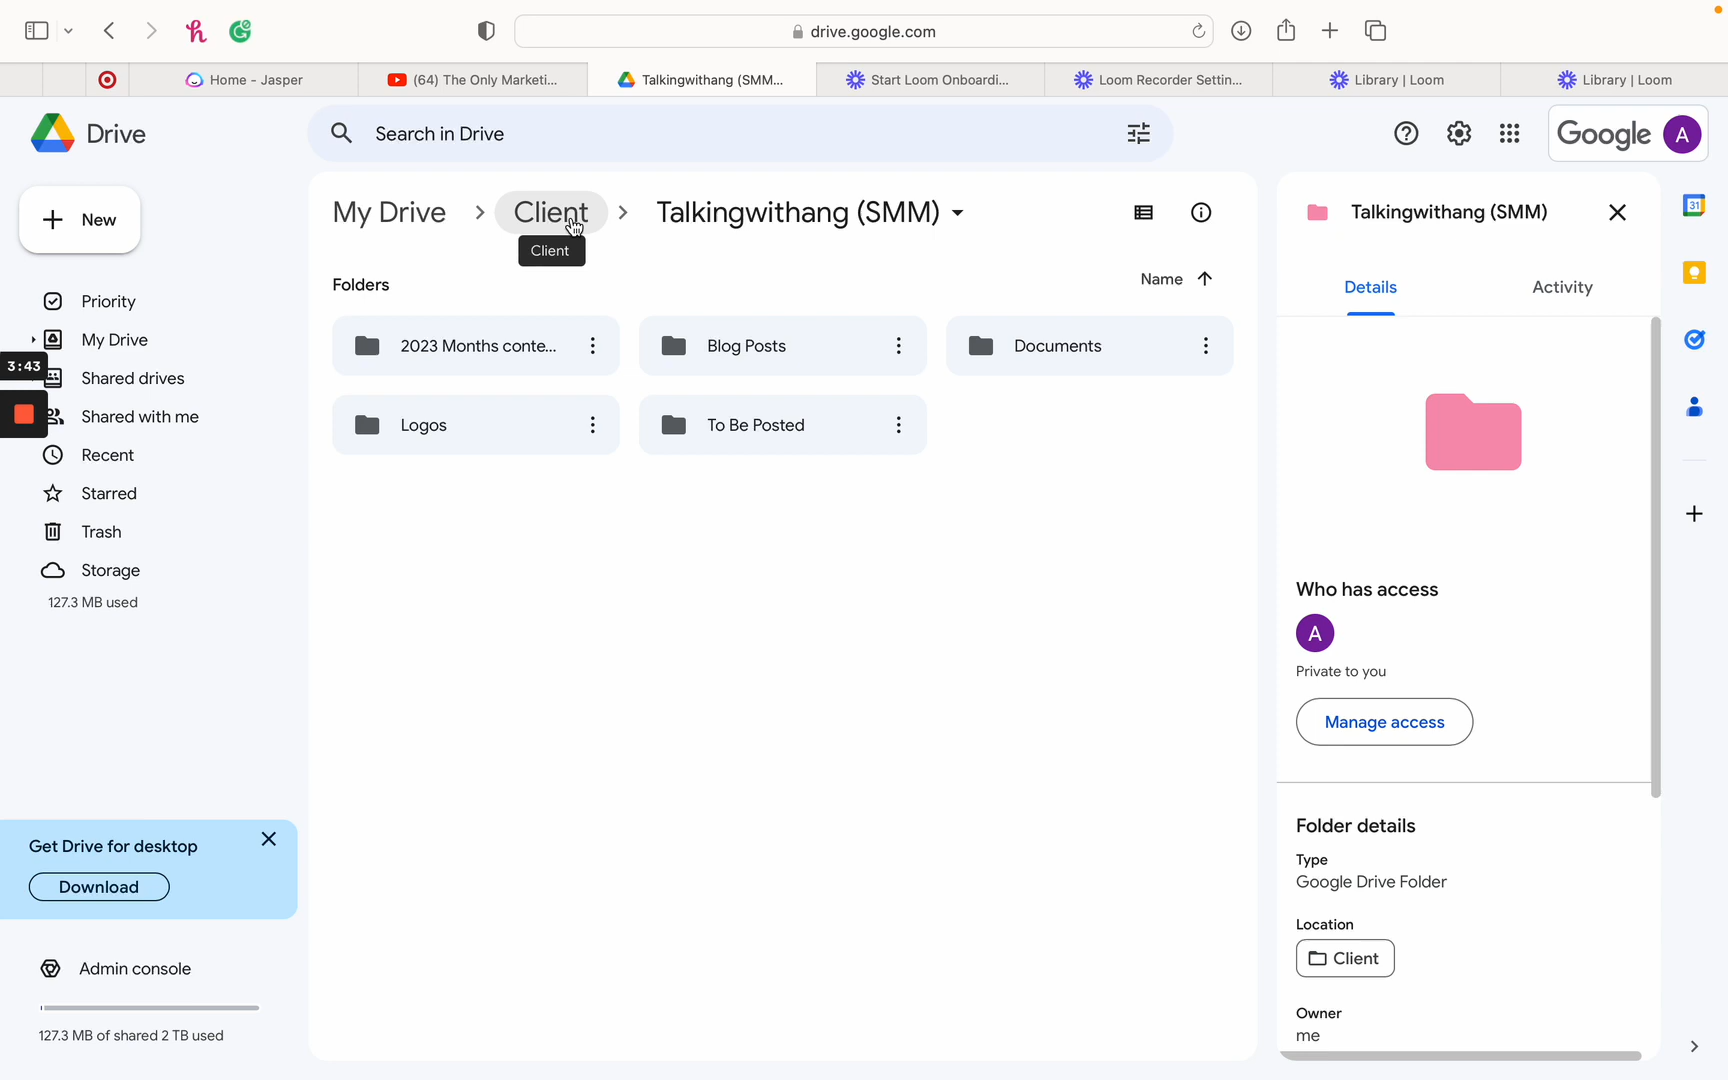 drive.google.com
Home - Jasper
(64) The Only Marketi...
Talkingwithang (SMM...
Start Loom Onboardi...
Loom Recorder Settin...
Library | Loom
Library | Loom
Drive
Search in Drive
Google
A
New
My Drive
Client
Talkingwithang (SMM)
Client
Talkingwithang (SMM)
Folders
Name
Details
Activity
Priority
My Drive
3:43
Shared drives
Shared with me
Recent
Starred
Trash
Storage
127.3 MB used
2023 Months conte...
Blog Posts
Documents
Logos
To Be Posted
31
Who has access
A
Private to you
Manage access
Folder details
Type
Google Drive Folder
Location
Client
Owner
me
Get Drive for desktop
Download
Admin console
127.3 MB of shared 2 TB used